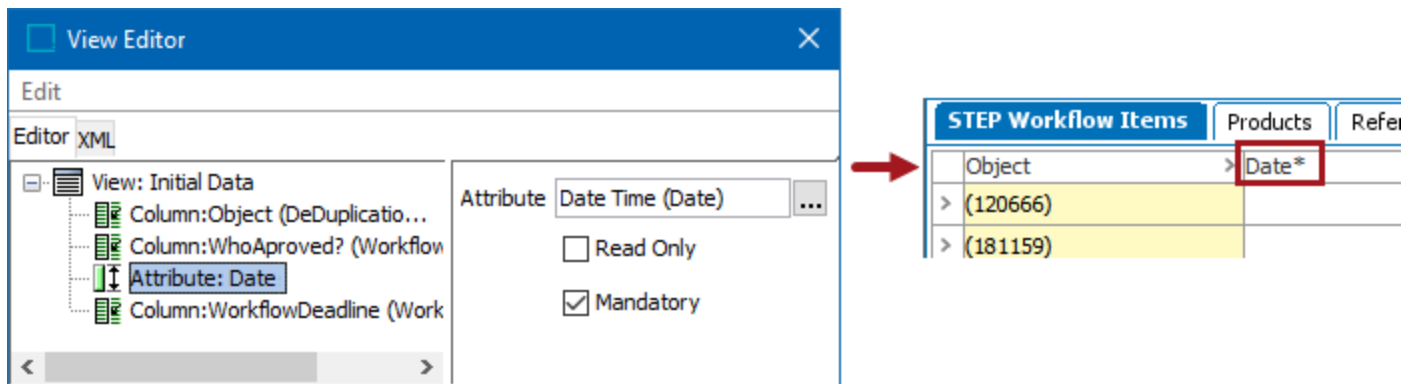 View Editor
Edit
Editor XML
View: Initial Data
Column:Object (DeDuplicatio...
Column:WhoAproved? (Workflow
Attribute: Date
Column:WorkflowDeadline (Work
Attribute Date Time (Date) ...
Read Only
Mandatory
STEP Workflow Items Products Refer
Object > Date*
> (120666)
> (181159)